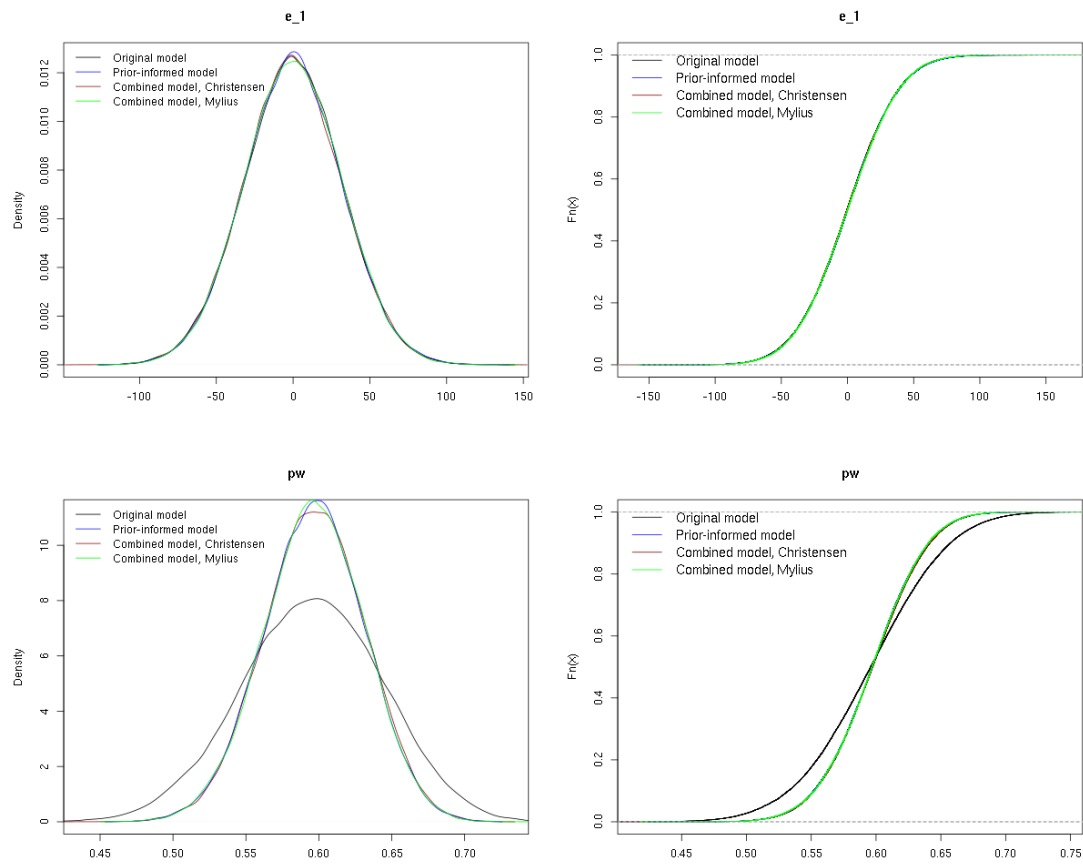 e_1
Original model
Prior-informed model
Combined model, Christensen
Combined model, Mylius
Density
0.000 0.002 0.004 0.006 0.008 0.010 0.012
-100 -50 0 50 100 150
e_1
Original model
Prior-informed model
Combined model, Christensen
Combined model, Mylius
Fn(x)
0.0 0.2 0.4 0.6 0.8 1.0
-150 -100 -50 0 50 100 150
pw
Original model
Prior-informed model
Combined model, Christensen
Combined model, Mylius
Density
0 2 4 6 8 10
0.45 0.50 0.55 0.60 0.65 0.70
pw
Original model
Prior-informed model
Combined model, Christensen
Combined model, Mylius
Fn(x)
0.0 0.2 0.4 0.6 0.8 1.0
0.45 0.50 0.55 0.60 0.65 0.70 0.75